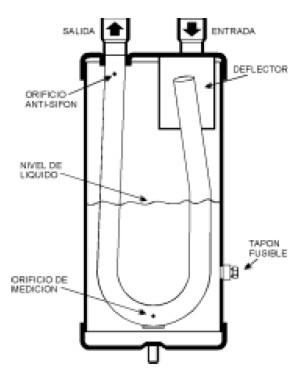 SALIDA
ENTRADA
DEFLECTOR
ORIFICIO
ANTI-SIFON
NIVEL DE
LIQUIDO
TAPON
FUSIBLE
ORIFICIO DE
MEDICION